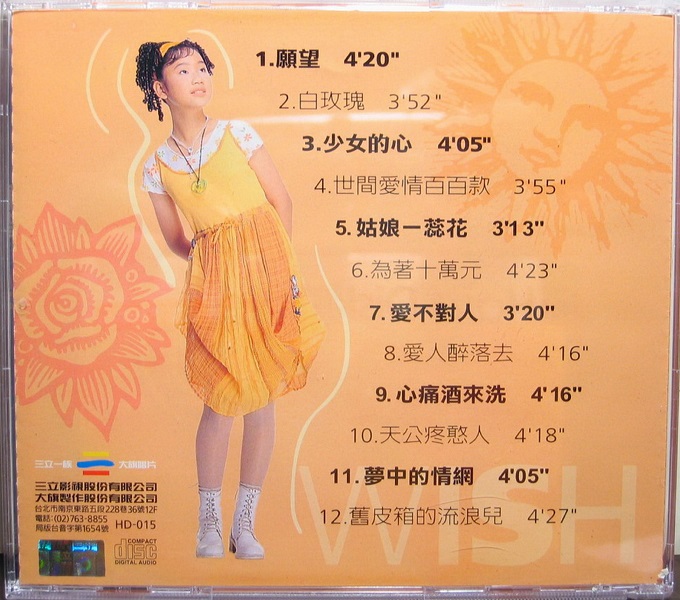 1.願望 4'20"
2.白玫瑰 3'52"
3.少女的心 4'05"
4.世間愛情百百款 3'55"
5.姑娘一蕊花 3'13"
6.為著十萬元 4'23"
7.愛不對人 3'20"
8.愛人醉落去 4'16"
9.心痛酒來洗 4'16"
10.天公疼憨人 4'18"
11.夢中的情網 4'05"
12.舊皮箱的流浪兒 4'27"
WISH
三立一族 大旗唱片
三立影視股份有限公司
大旗製作股份有限公司
台北市南京東路五段228巷36號12F
電話:(02)763-8855
局版台音字第1654號 HD-015
COMPACT
disc
DIGITAL AUDIO